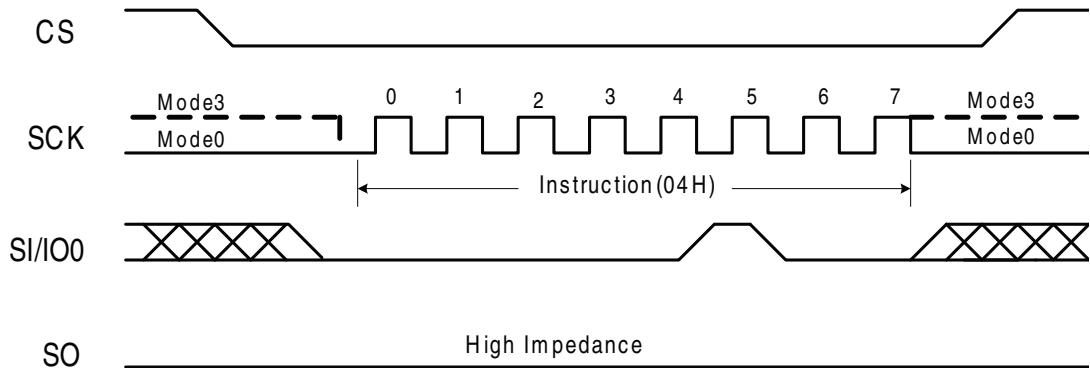 CS
0 1 2 3 4 5 6 7
Mode3 Mode3
SCK
Mode0 Mode0
Instruction (04H)
SI/IO0
High Impedance
SO